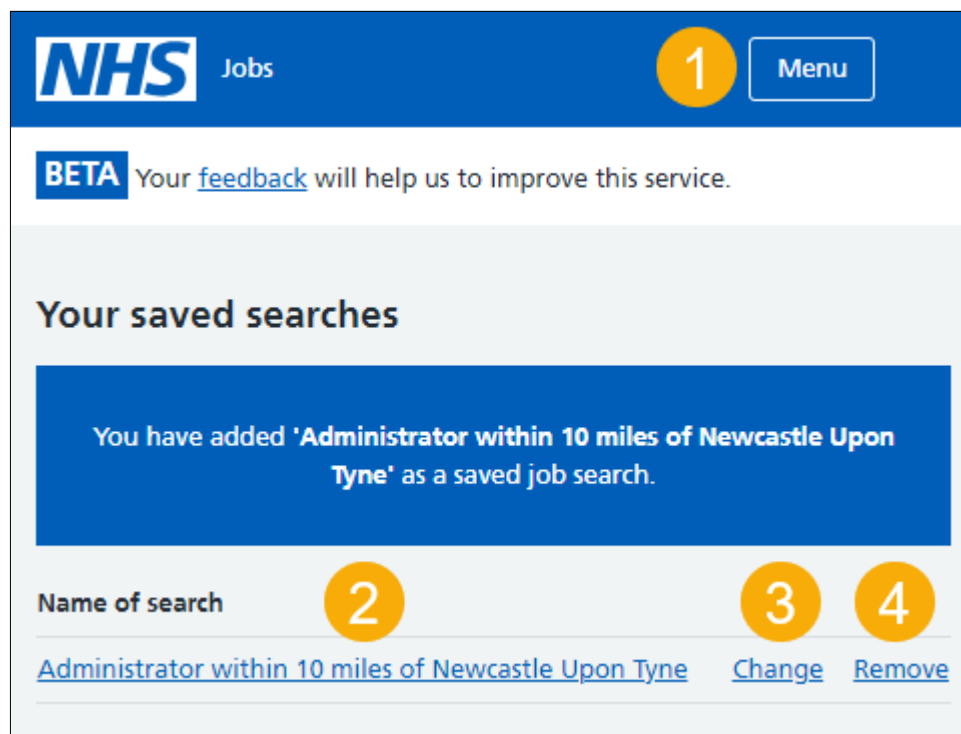 NHS Jobs 1 Menu
BETA Your feedback will help us to improve this service.
Your saved searches
You have added 'Administrator within 10 miles of Newcastle Upon
Tyne' as a saved job search.
Name of search 2 3 4
Administrator within 10 miles of Newcastle Upon Tyne Change Remove